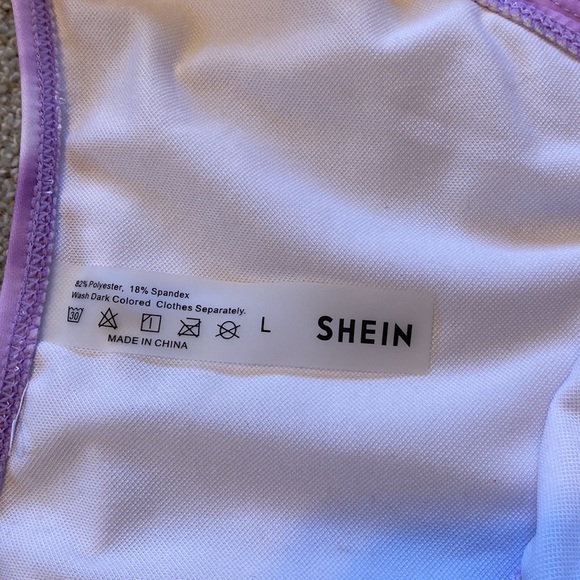 82% Polyester, 18% Spandex
Wash Dark Colored Clothes Separately.
30 L SHEIN
MADE IN CHINA